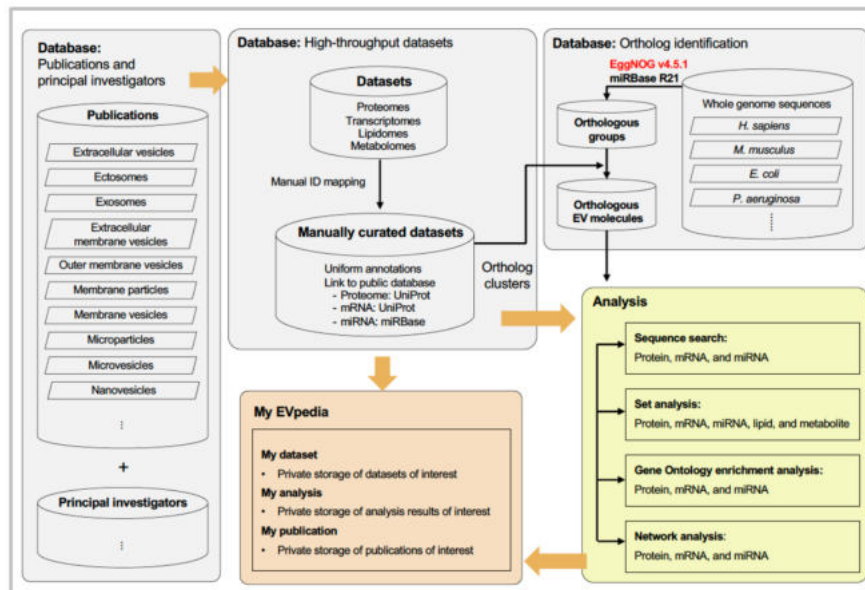 Database:
Publications and
principal investigators
Publications
Extracellular vesicles
Ectosomes
Exosomes
Extracellular
membrane vesicles
Outer membrane vesicles
Membrane particles
Membrane vesicles
Microparticles
Microvesicles
Nanovesicles
⋮
+
Principal investigators
⋮
Database: High-throughput datasets
Datasets
Proteomes
Transcriptomes
Lipidomes
Metabolomes
Manual ID mapping
Manually curated datasets
Uniform annotations
Link to public database
- Proteome: UniProt
- mRNA: UniProt
- miRNA: miRBase
Ortholog
clusters
Database: Ortholog identification
EggNOG v4.5.1
miRBase R21
Orthologous
groups
Orthologous
EV molecules
Whole genome sequences
H. sapiens
M. musculus
E. coli
P. aeruginosa
⋮
Analysis
Sequence search:
Protein, mRNA, and miRNA
Set analysis:
Protein, mRNA, miRNA, lipid, and metabolite
Gene Ontology enrichment analysis:
Protein, mRNA, and miRNA
Network analysis:
Protein, mRNA, and miRNA
My EVpedia
My dataset
• Private storage of datasets of interest
My analysis
• Private storage of analysis results of interest
My publication
• Private storage of publications of interest